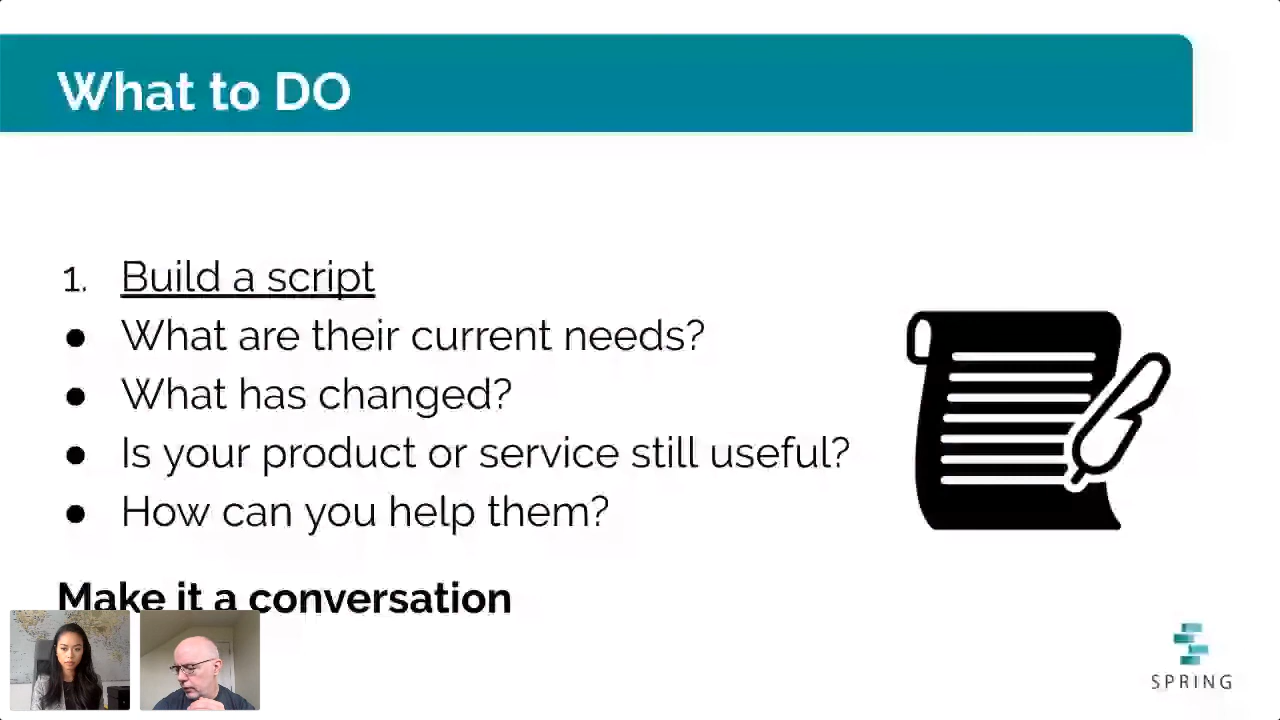 What to DO
1. Build a script
● What are their current needs?
● What has changed?
● Is your product or service still useful?
● How can you help them?
Make it a conversation
SPRING